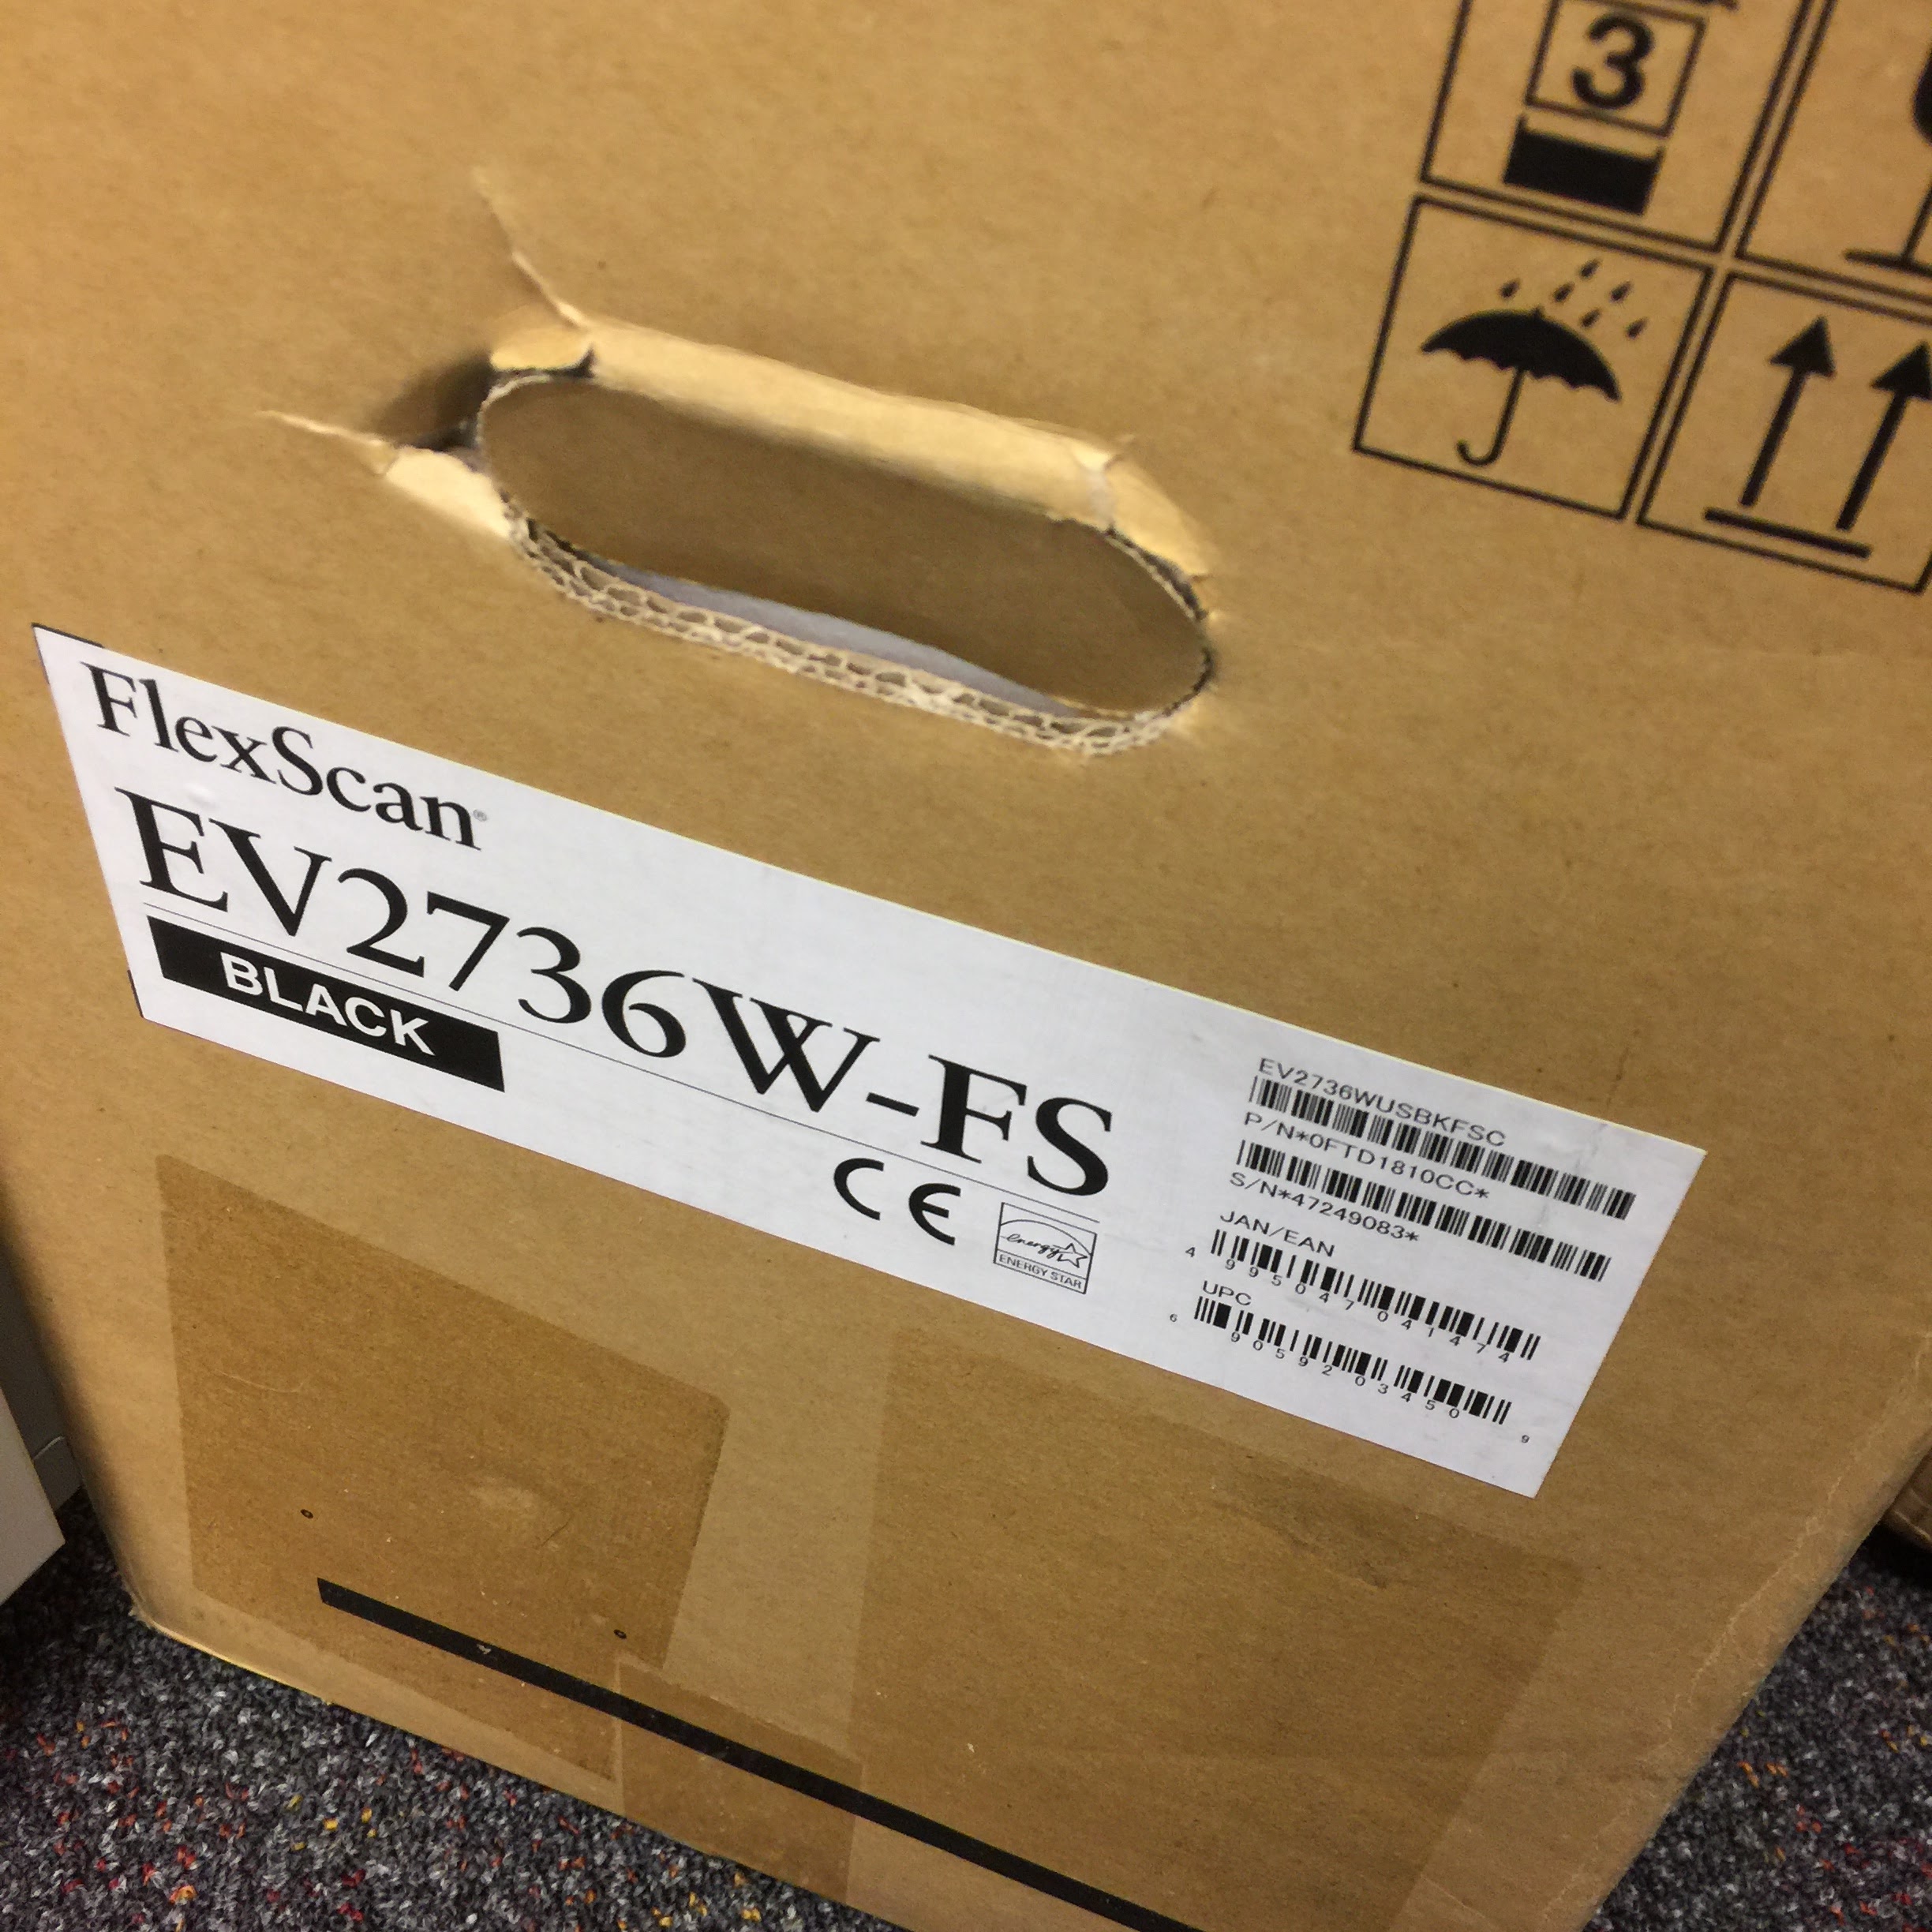 3
FlexScan®
EV2736W-FS
BLACK
CE
energy
ENERGY STAR
EV2736WUSBKFSC
P/N*0FTD1810CC*
S/N*47249083*
JAN/EAN
4 995047 041474
UPC
6 90592 03450 9